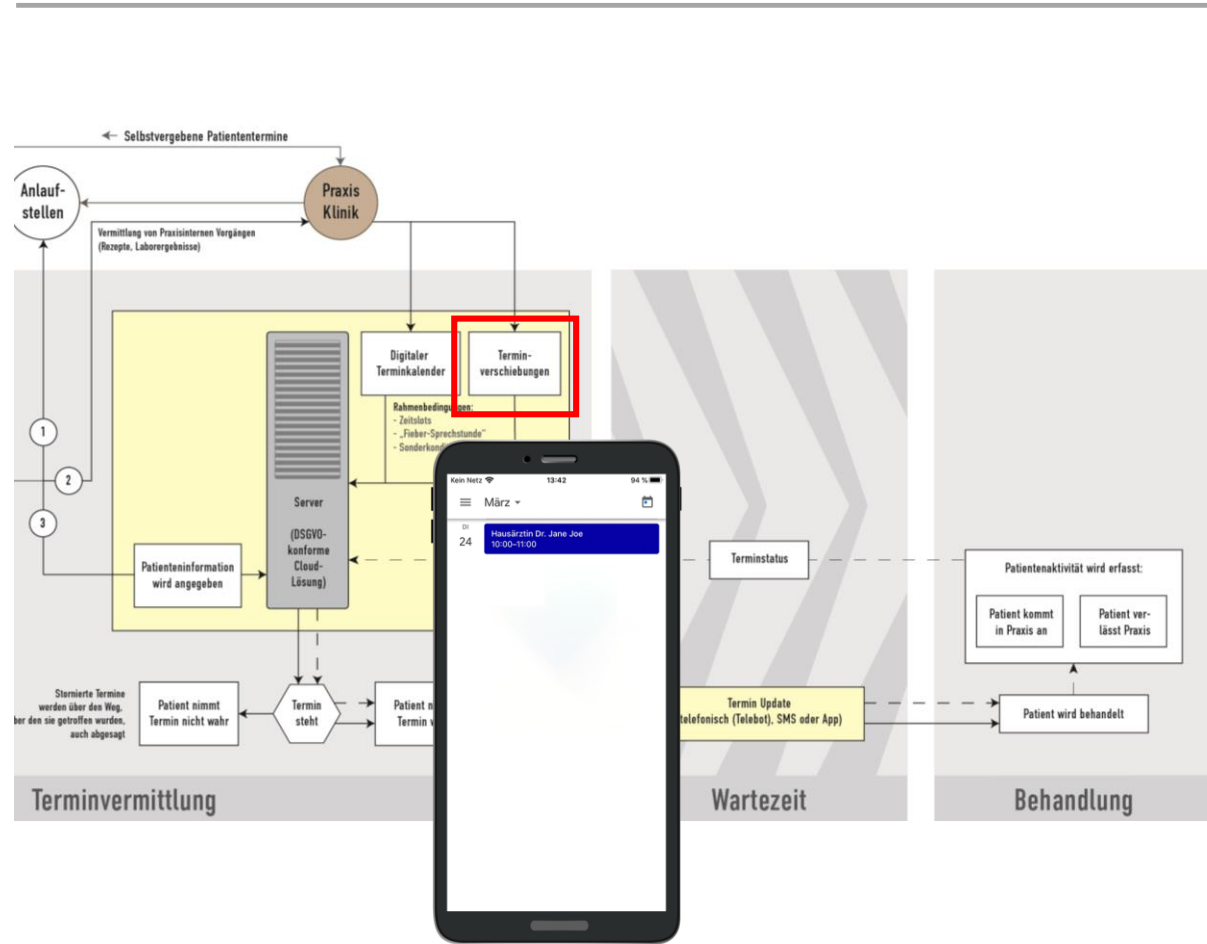 ← Selbstvergebene Patiententermine
Anlauf-
stellen
Praxis
Klinik
Vermittlung von Praxisinternen Vorgängen
(Rezepte, Laborergebnisse)
Digitaler
Terminkalender
Termin-
verschiebungen
Rahmenbedingungen:
- Zeitslots
- „Fieber-Sprechstunde"
1
2
3
Server
(DSGVO-
konforme
Cloud-
Lösung)
Patienteninformation
wird angegeben
Kein Netz 13:42 94 %
März
DI
24
Hausärztin Dr. Jane Joe
10:00–11:00
Terminstatus
Patientenaktivität wird erfasst:
Patient kommt
in Praxis an
Patient ver-
lässt Praxis
Stornierte Termine
werden über den Weg,
den sie getroffen wurden,
auch abgesagt
Patient nimmt
Termin nicht wahr
Termin
steht
Patient
Termin
Termin Update
telefonisch (Telebot), SMS oder App)
Patient wird behandelt
Terminvermittlung
Wartezeit
Behandlung